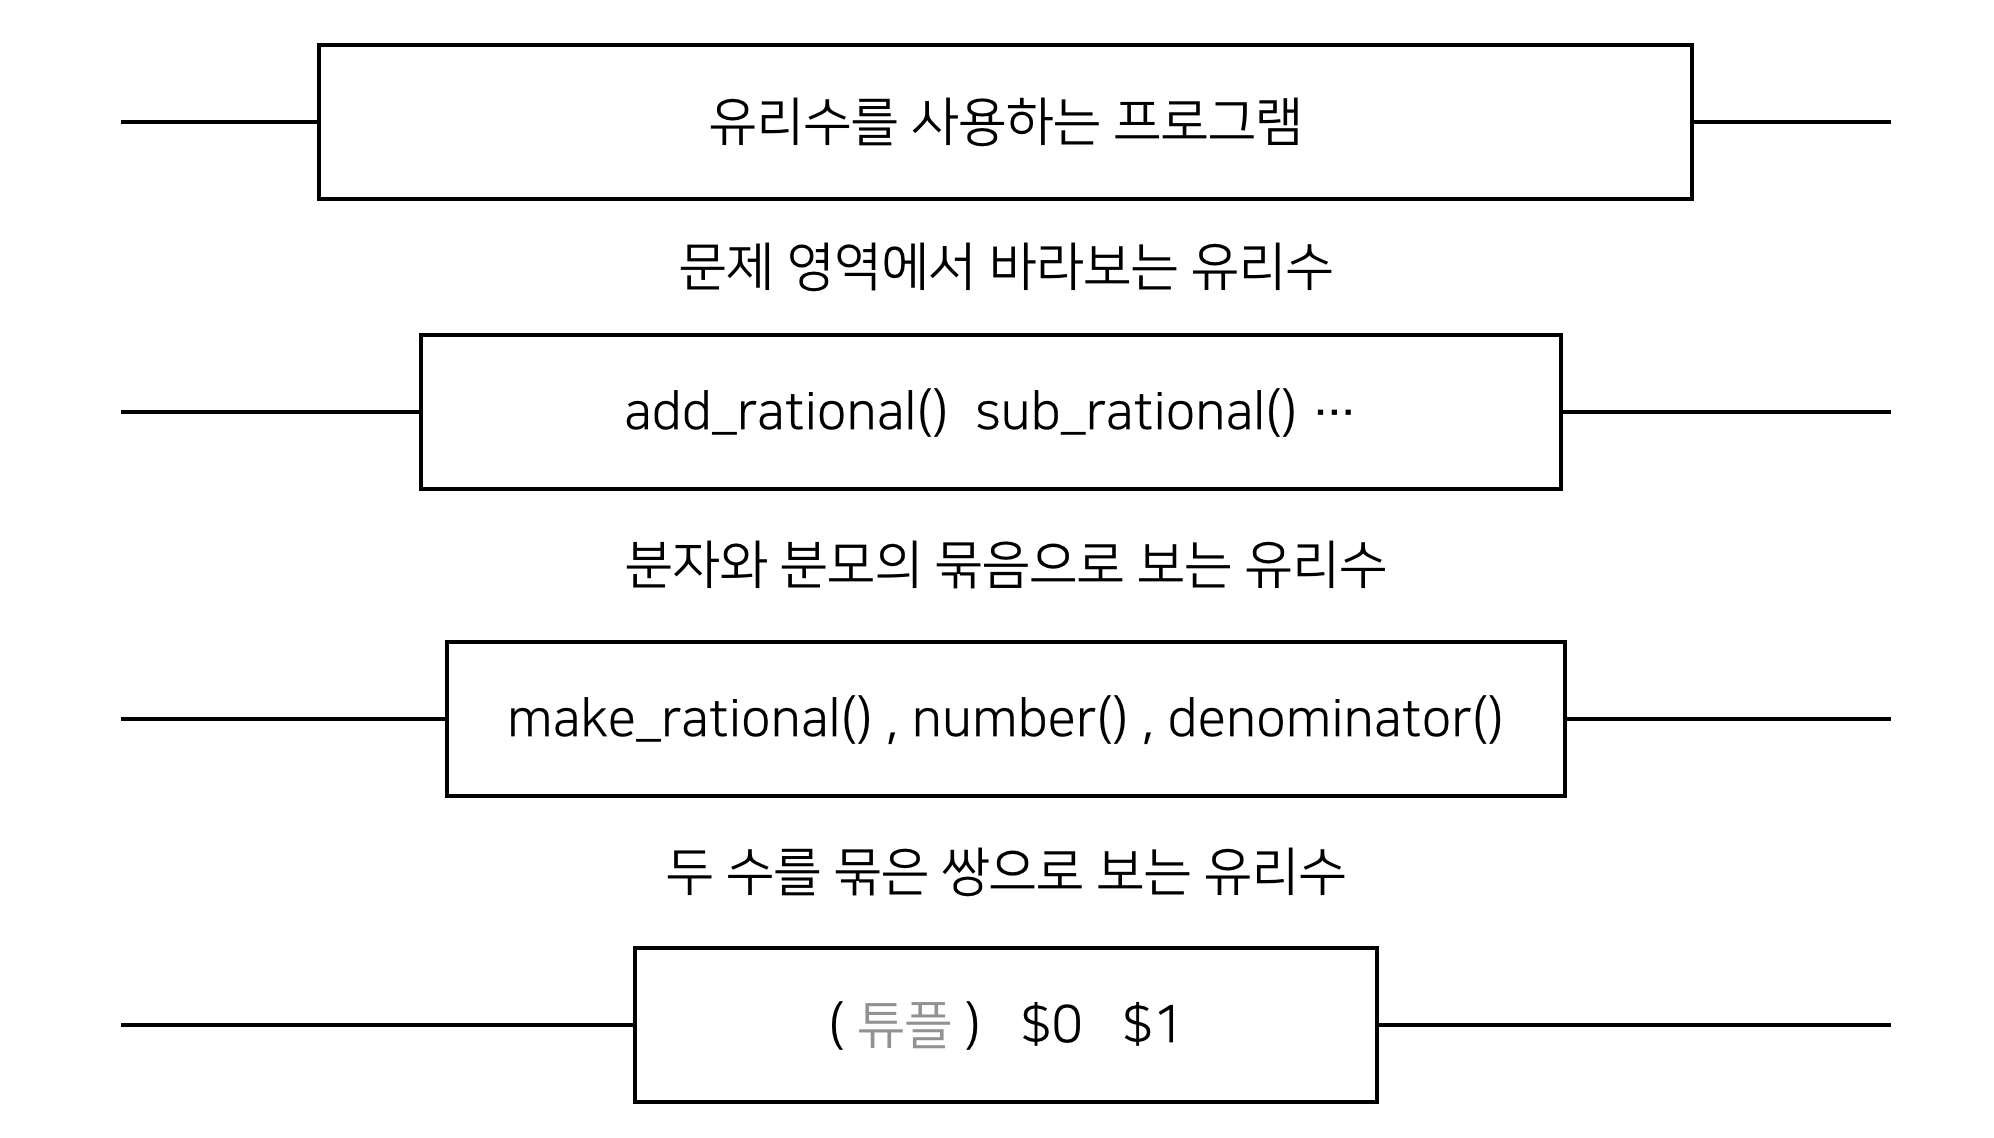 유리수를 사용하는 프로그램
문제 영역에서 바라보는 유리수
add_rational() sub_rational() ···
분자와 분모의 묶음으로 보는 유리수
make_rational() , number() , denominator()
두 수를 묶은 쌍으로 보는 유리수
( 튜플 ) $0 $1